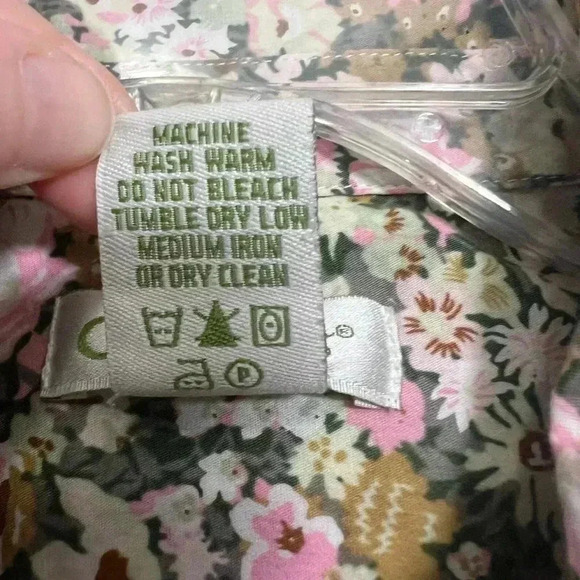 MACHINE
WASH WARM
DO NOT BLEACH
TUMBLE DRY LOW
MEDIUM IRON
OR DRY CLEAN
P